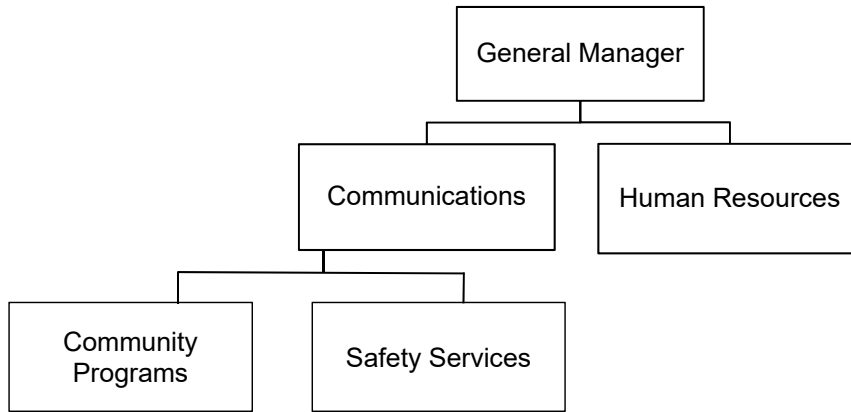 General Manager
Communications
Human Resources
Community
Programs
Safety Services